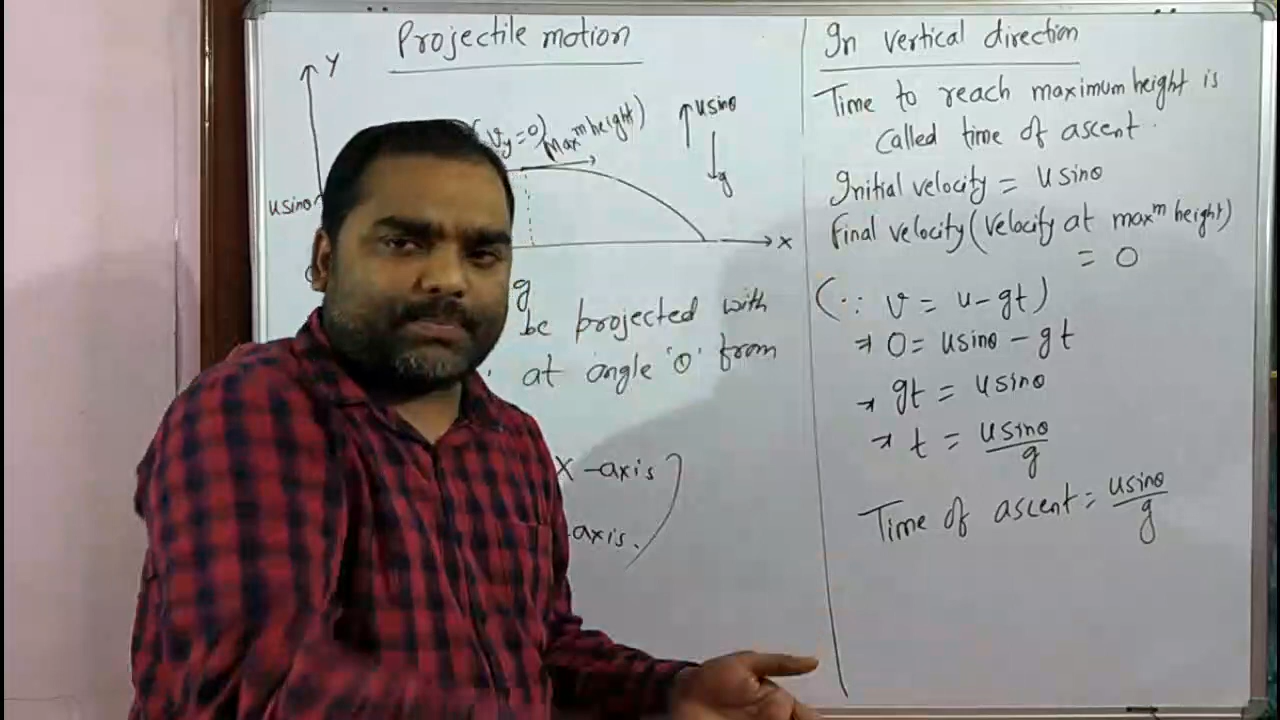 Projectile motion
Y
(vy=0)
Maxᵐ height)
usinθ
g
usinθ
X
g
be projected with
at angle 'θ' from
X-axis
-axis.
In vertical direction
Time to reach maximum height is
called time of ascent.
Initial velocity = usinθ
Final velocity (Velocity at maxᵐ height)
= 0
(∵ v = u - gt)
⇒ 0 = usinθ - gt
⇒ gt = usinθ
⇒ t = usinθ/g
Time of ascent = usinθ/g